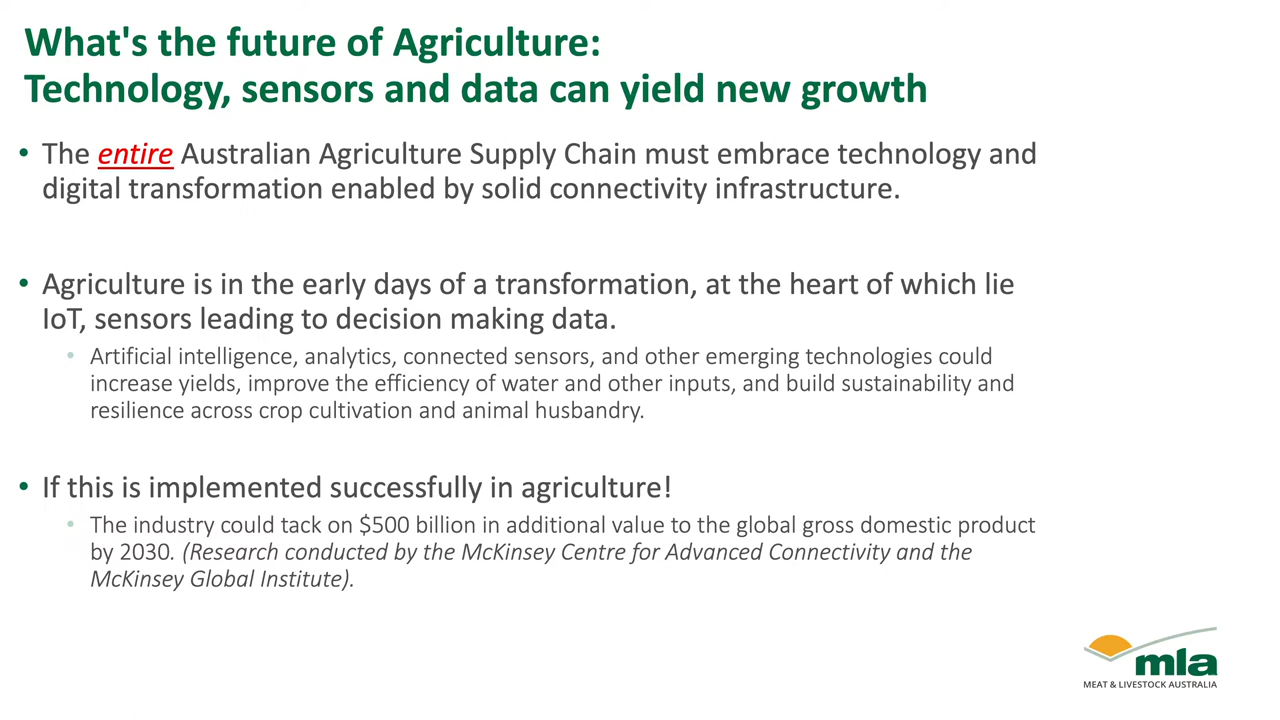 What's the future of Agriculture:
Technology, sensors and data can yield new growth
• The entire Australian Agriculture Supply Chain must embrace technology and
digital transformation enabled by solid connectivity infrastructure.
• Agriculture is in the early days of a transformation, at the heart of which lie
IoT, sensors leading to decision making data.
• Artificial intelligence, analytics, connected sensors, and other emerging technologies could
increase yields, improve the efficiency of water and other inputs, and build sustainability and
resilience across crop cultivation and animal husbandry.
• If this is implemented successfully in agriculture!
• The industry could tack on $500 billion in additional value to the global gross domestic product
by 2030. (Research conducted by the McKinsey Centre for Advanced Connectivity and the
McKinsey Global Institute).
mla
MEAT & LIVESTOCK AUSTRALIA